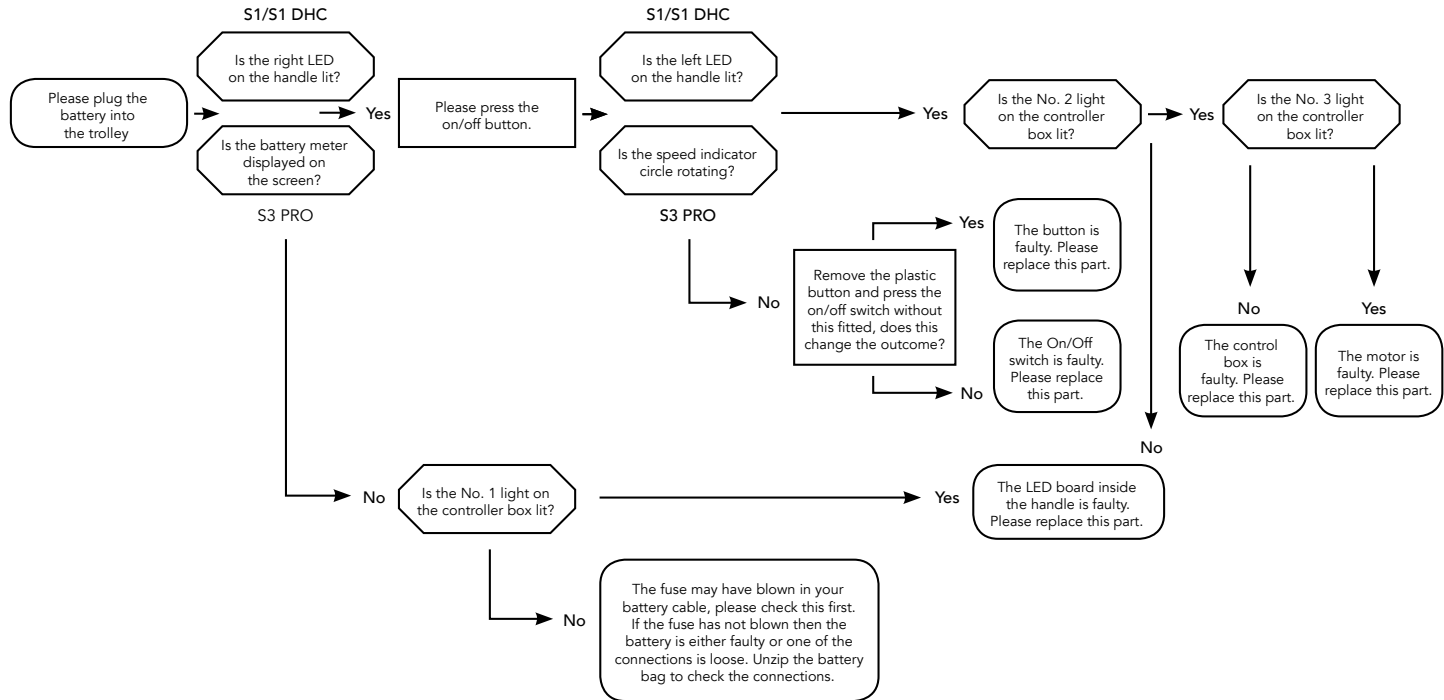 S1/S1 DHC
Is the right LED
on the handle lit?
Please plug the
battery into
the trolley
Yes
Is the battery meter
displayed on
the screen?
S3 PRO
Please press the
on/off button.
S1/S1 DHC
Is the left LED
on the handle lit?
Is the speed indicator
circle rotating?
S3 PRO
Yes
Is the No. 2 light
on the controller
box lit?
Yes
Is the No. 3 light
on the controller
box lit?
No
Remove the plastic
button and press the
on/off switch without
this fitted, does this
change the outcome?
Yes
The button is
faulty. Please
replace this part.
No
The On/Off
switch is faulty.
Please replace
this part.
No
The control
box is
faulty. Please
replace this part.
Yes
The motor is
faulty. Please
replace this part.
No
No
Is the No. 1 light on
the controller box lit?
Yes
The LED board inside
the handle is faulty.
Please replace this part.
No
The fuse may have blown in your
battery cable, please check this first.
If the fuse has not blown then the
battery is either faulty or one of the
connections is loose. Unzip the battery
bag to check the connections.